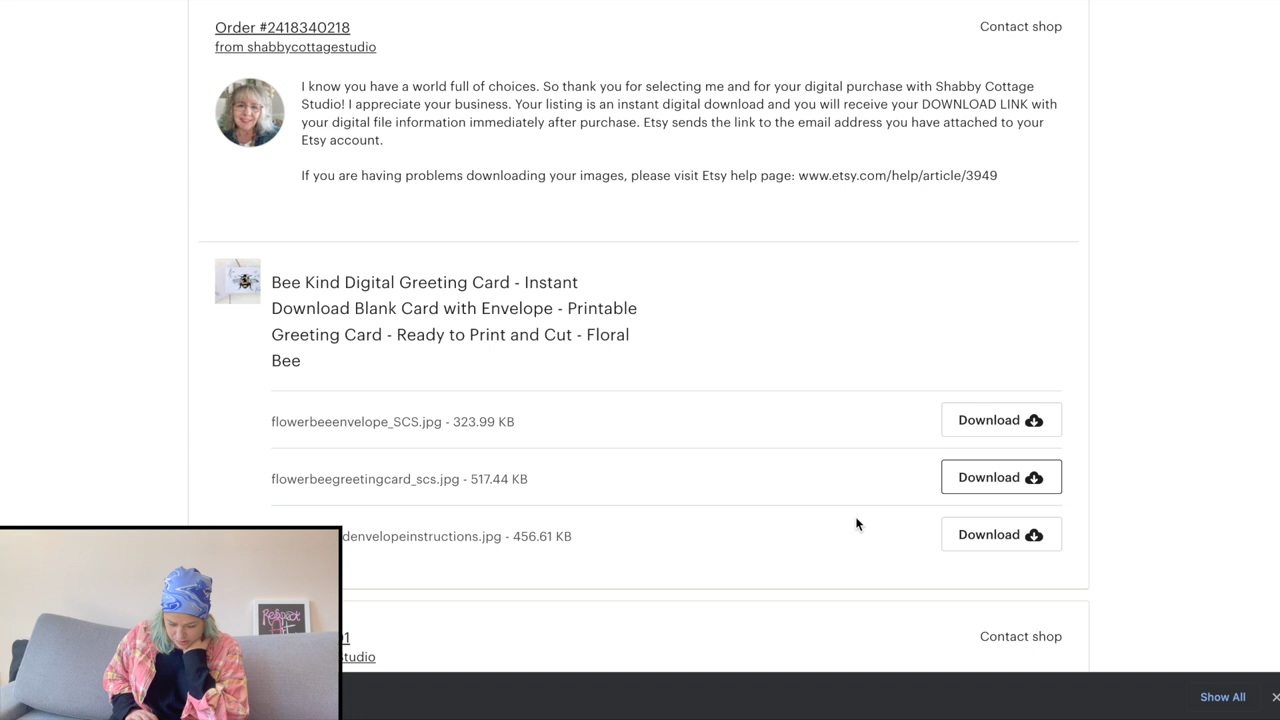 Order #2418340218
Contact shop
from shabbycottagestudio
I know you have a world full of choices. So thank you for selecting me and for your digital purchase with Shabby Cottage
Studio! I appreciate your business. Your listing is an instant digital download and you will receive your DOWNLOAD LINK with
your digital file information immediately after purchase. Etsy sends the link to the email address you have attached to your
Etsy account.
If you are having problems downloading your images, please visit Etsy help page: www.etsy.com/help/article/3949
Bee Kind Digital Greeting Card - Instant
Download Blank Card with Envelope - Printable
Greeting Card - Ready to Print and Cut - Floral
Bee
flowerbeeenvelope_SCS.jpg - 323.99 KB
Download
flowerbeegreetingcard_scs.jpg - 517.44 KB
Download
denvelopeinstructions.jpg - 456.61 KB
Download
01
Contact shop
studio
Show All